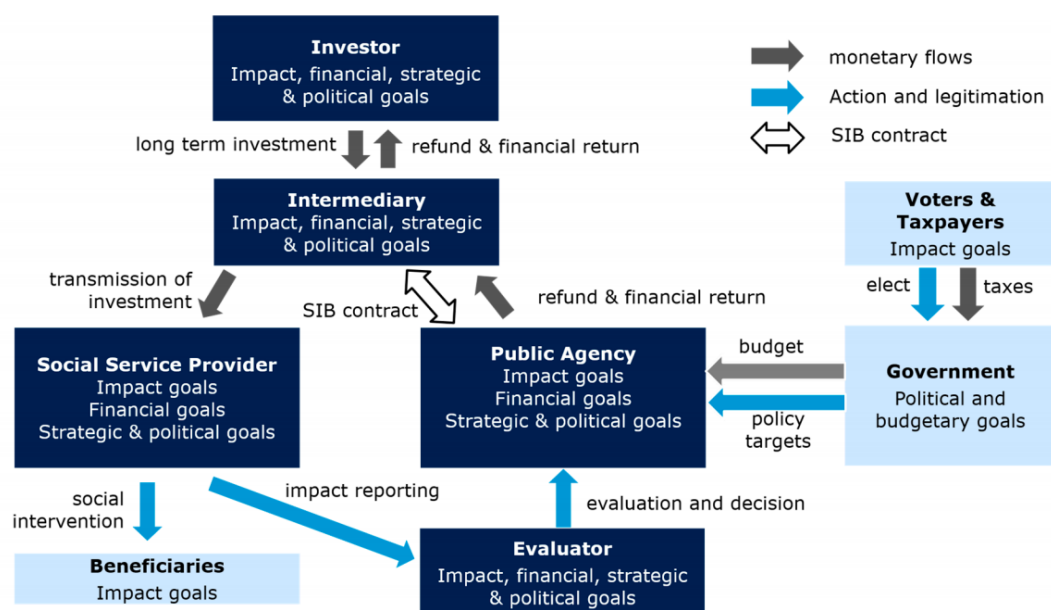 Investor
Impact, financial, strategic
& political goals
monetary flows
Action and legitimation
SIB contract
long term investment
refund & financial return
Intermediary
Impact, financial, strategic
& political goals
Voters &
Taxpayers
Impact goals
transmission of
investment
SIB contract
refund & financial return
elect
taxes
Social Service Provider
Impact goals
Financial goals
Strategic & political goals
Public Agency
Impact goals
Financial goals
Strategic & political goals
budget
policy
targets
Government
Political and
budgetary goals
social
intervention
impact reporting
evaluation and decision
Beneficiaries
Impact goals
Evaluator
Impact, financial, strategic
& political goals